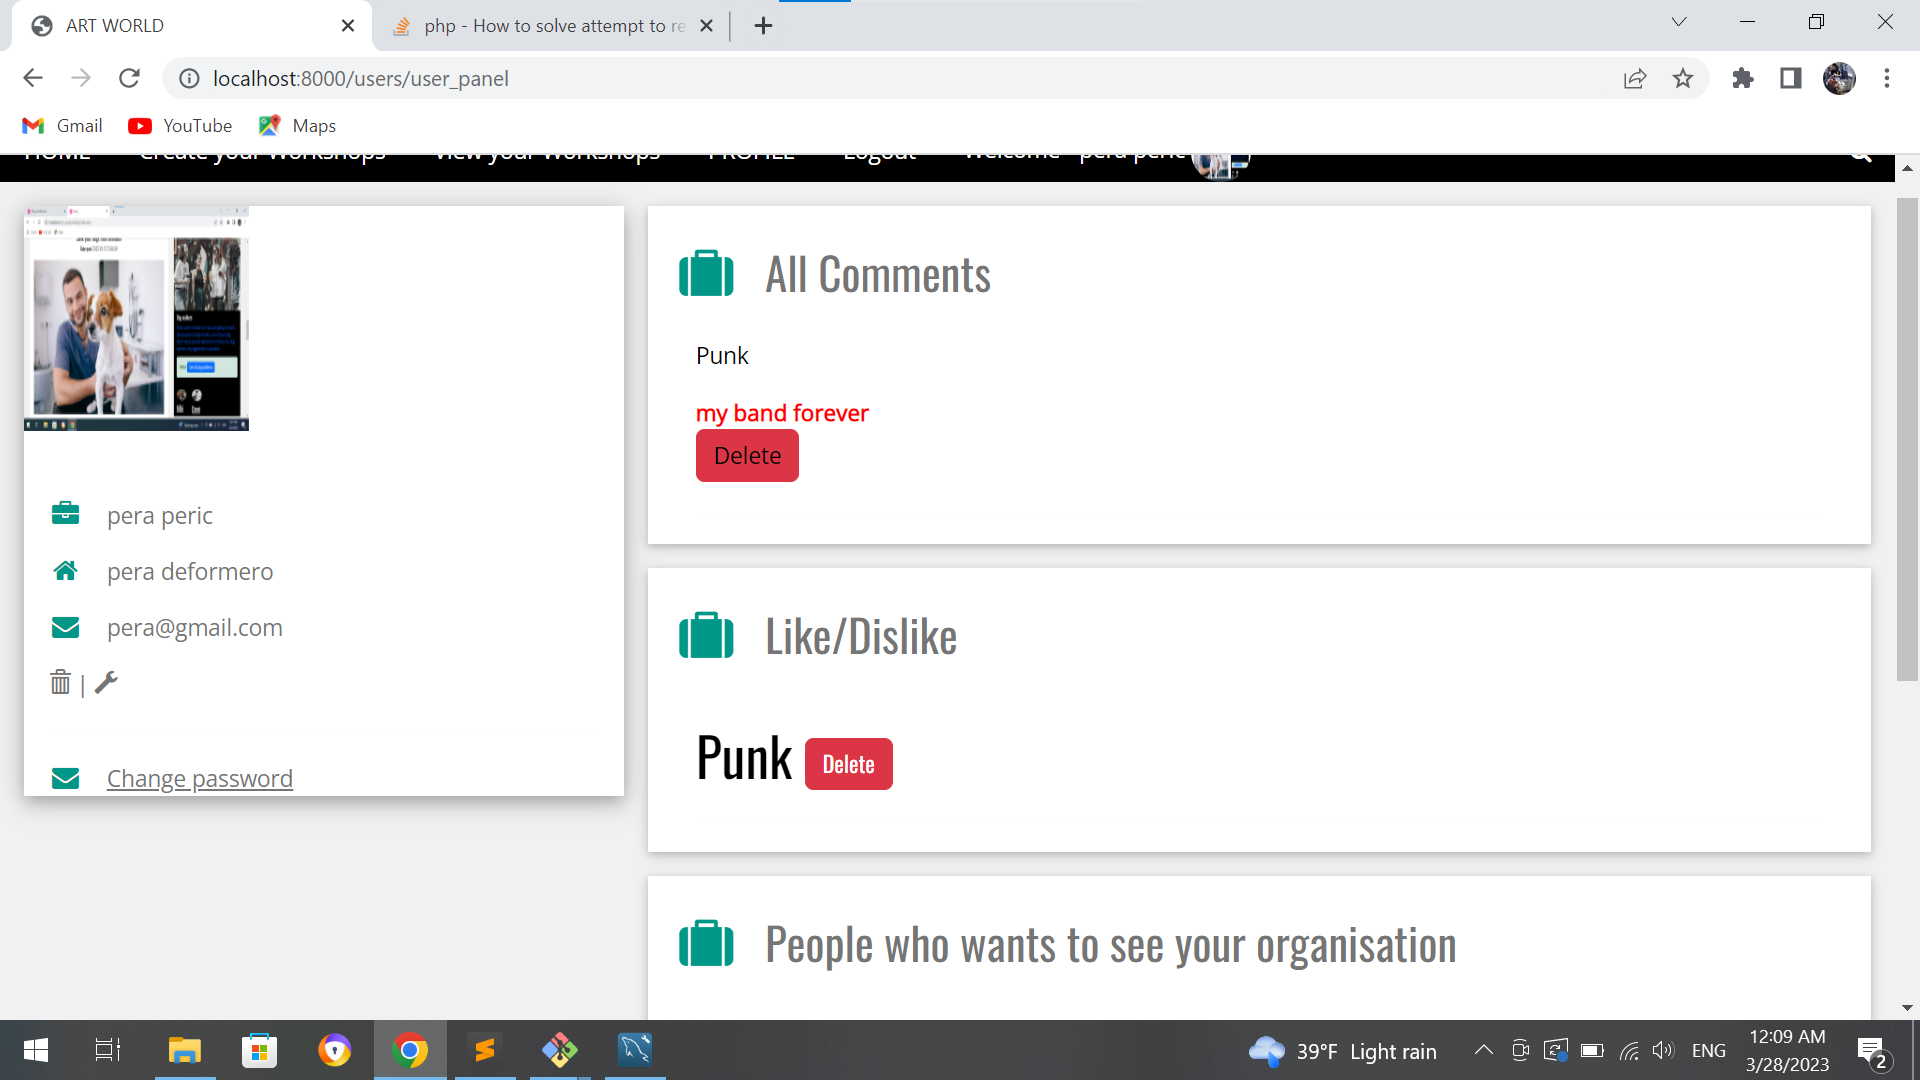 ART WORLD
php - How to solve attempt to re
localhost:8000/users/user_panel
Gmail YouTube Maps
HOME Create your Workshops View your Workshops PROFILE Logout Welcome pera peric
All Comments
Punk
my band forever
Delete
pera peric
pera deformero
pera@gmail.com
|
Change password
Like/Dislike
Punk Delete
People who wants to see your organisation
39°F Light rain
ENG
12:09 AM
3/28/2023
2